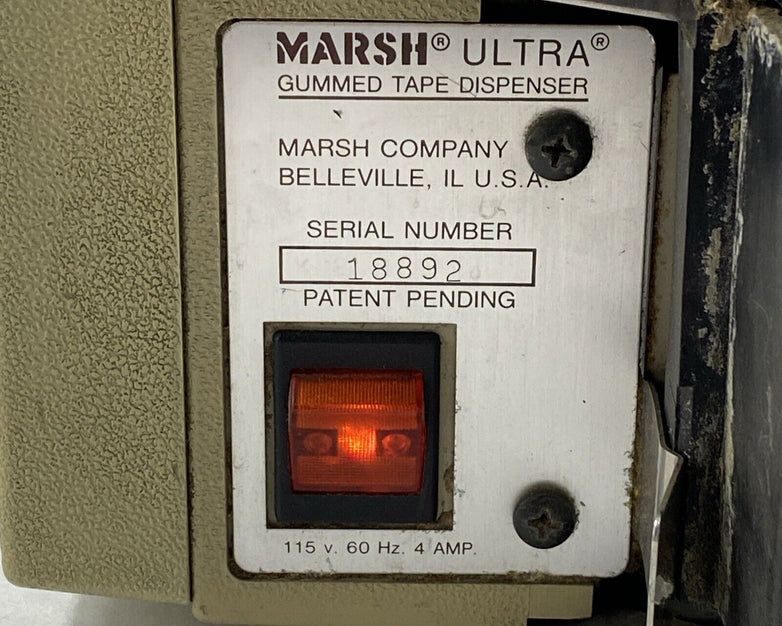 MARSH® ULTRA®
GUMMED TAPE DISPENSER
MARSH COMPANY
BELLEVILLE, IL U.S.A.
SERIAL NUMBER
18892
PATENT PENDING
115 v. 60 Hz. 4 AMP.